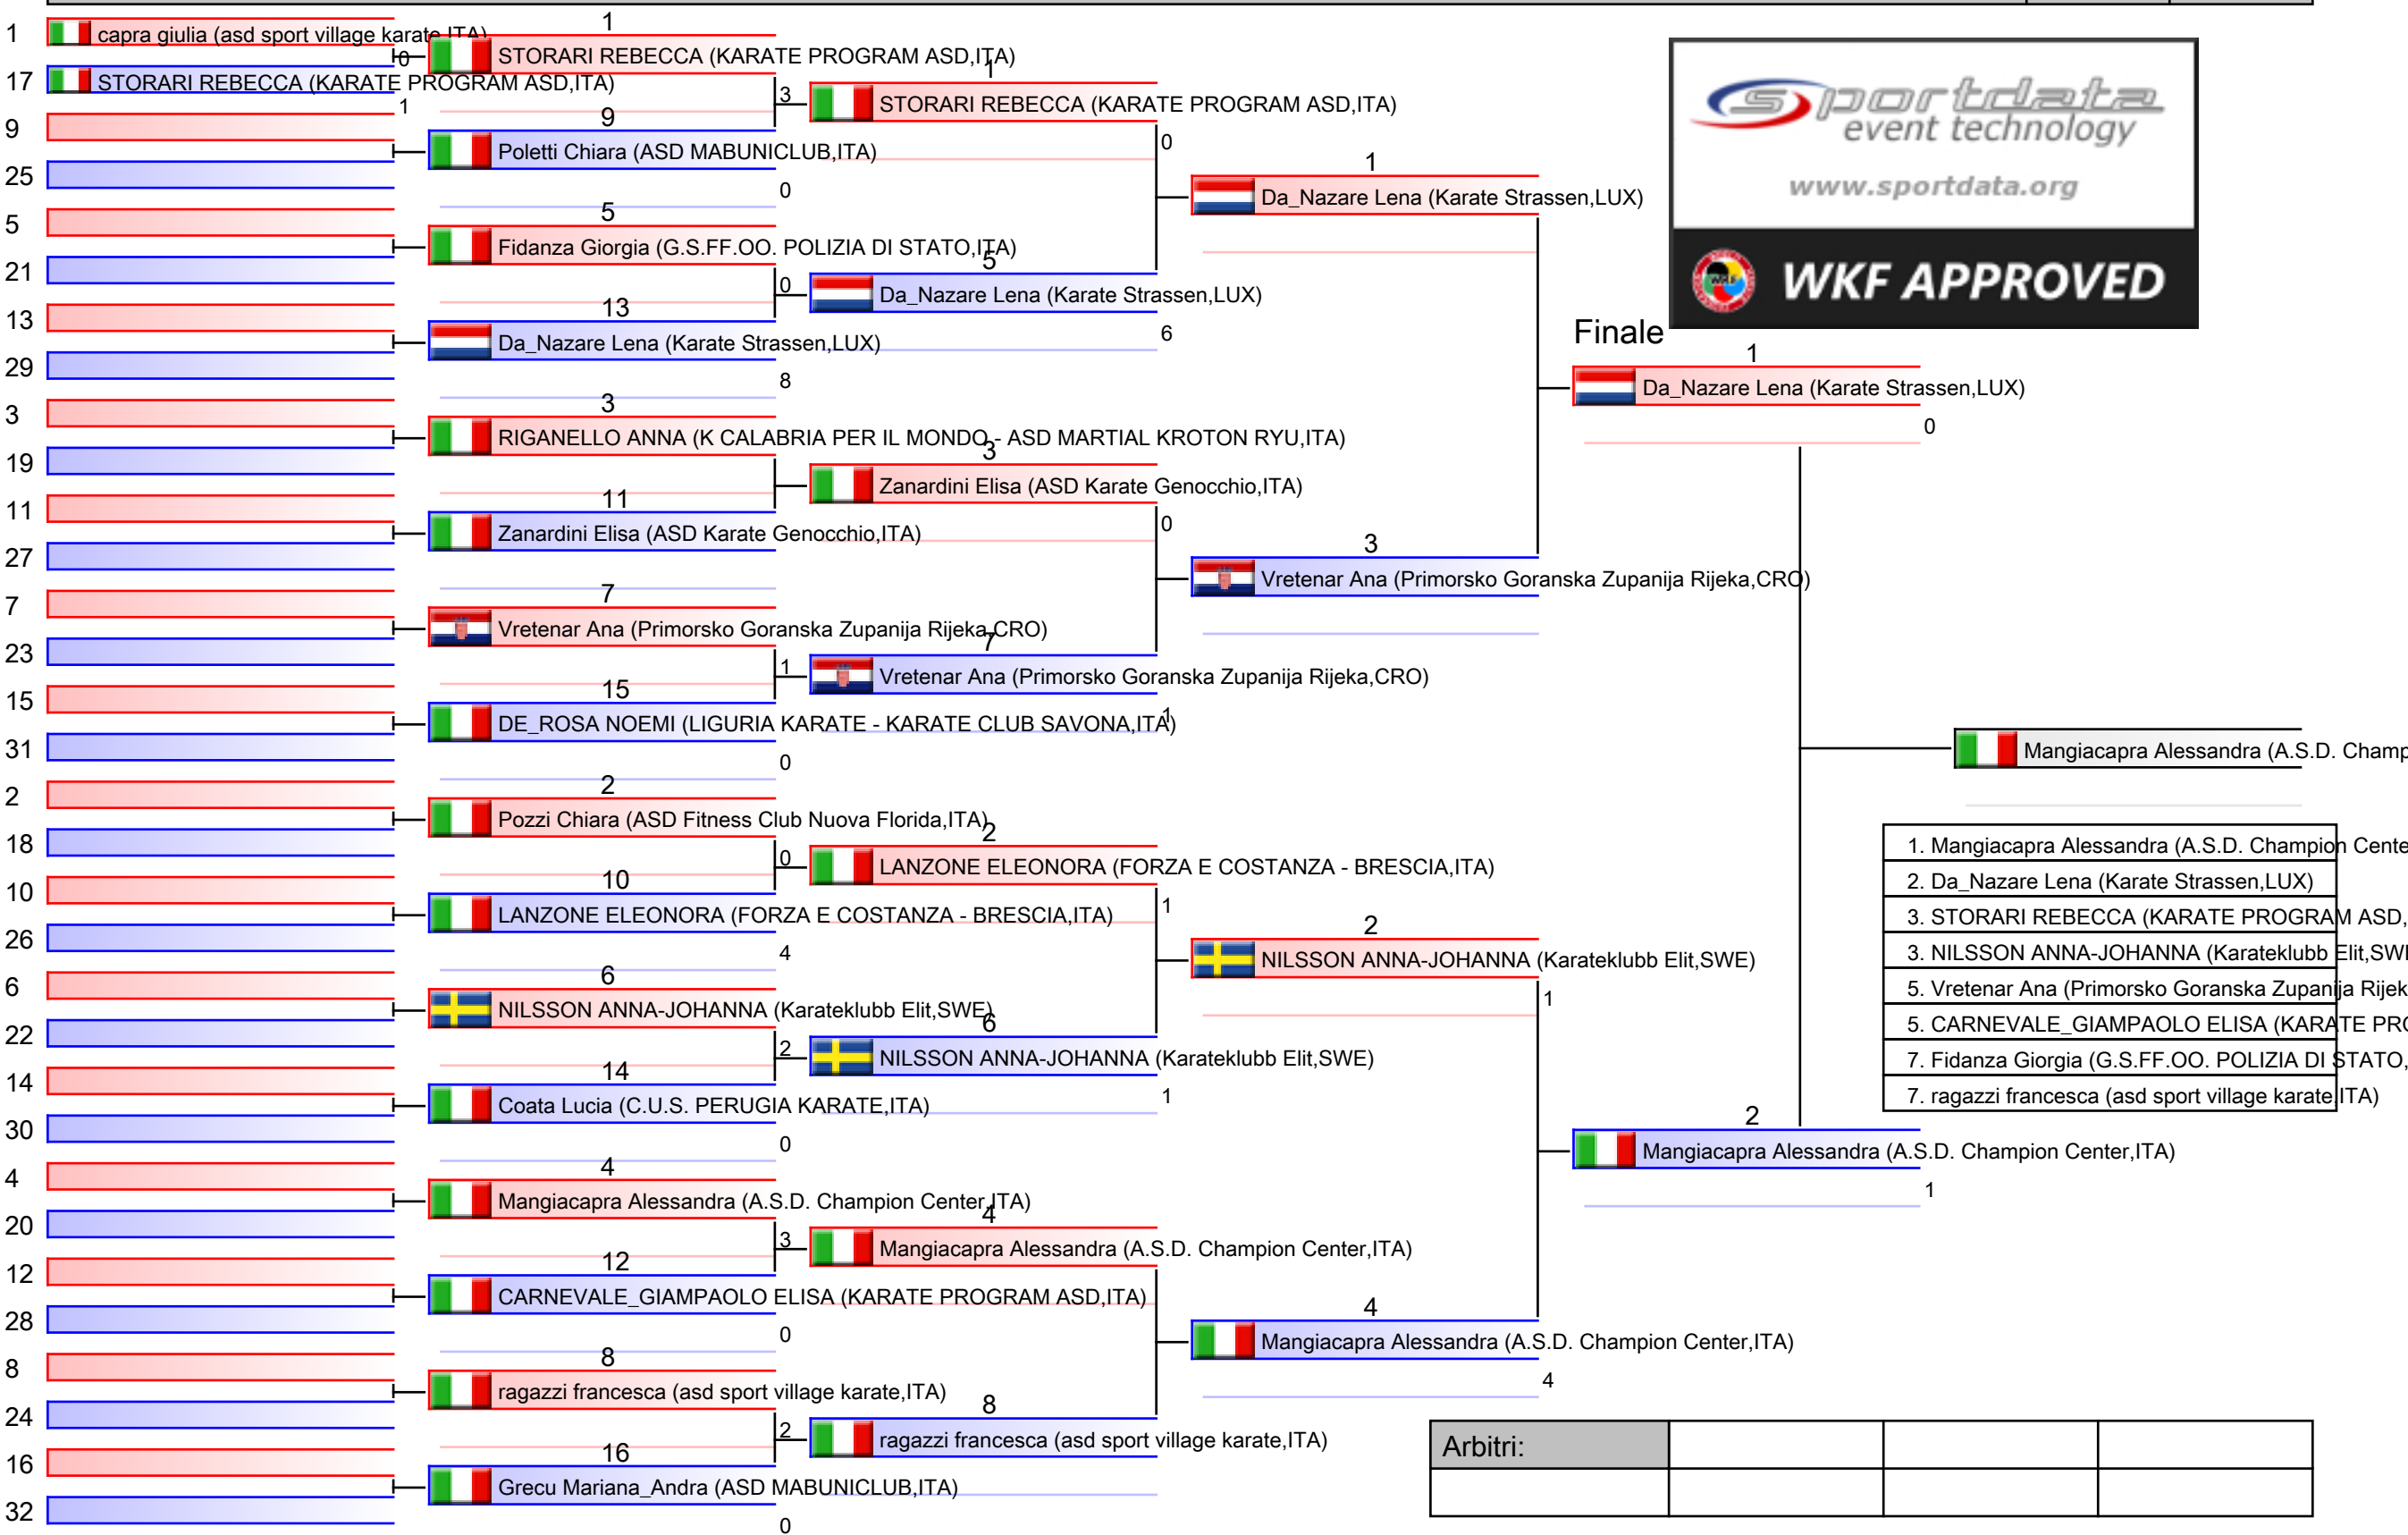 1 capra giulia (asd sport village karate,ITA)
0
17 STORARI REBECCA (KARATE PROGRAM ASD,ITA)
1
9
25
5
21
13
29
3
19
11
27
7
23
15
31
2
18
10
26
6
22
14
30
4
20
12
28
8
24
16
32
1
STORARI REBECCA (KARATE PROGRAM ASD,ITA)
3
9
Poletti Chiara (ASD MABUNICLUB,ITA)
0
5
Fidanza Giorgia (G.S.FF.OO. POLIZIA DI STATO,ITA)
0
13
Da_Nazare Lena (Karate Strassen,LUX)
8
3
RIGANELLO ANNA (K CALABRIA PER IL MONDO - ASD MARTIAL KROTON RYU,ITA)
11
Zanardini Elisa (ASD Karate Genocchio,ITA)
7
Vretenar Ana (Primorsko Goranska Zupanija Rijeka,CRO)
1
15
DE_ROSA NOEMI (LIGURIA KARATE - KARATE CLUB SAVONA,ITA)
0
2
Pozzi Chiara (ASD Fitness Club Nuova Florida,ITA)
0
10
LANZONE ELEONORA (FORZA E COSTANZA - BRESCIA,ITA)
4
6
NILSSON ANNA-JOHANNA (Karateklubb Elit,SWE)
2
14
Coata Lucia (C.U.S. PERUGIA KARATE,ITA)
0
4
Mangiacapra Alessandra (A.S.D. Champion Center,ITA)
3
12
CARNEVALE_GIAMPAOLO ELISA (KARATE PROGRAM ASD,ITA)
0
8
ragazzi francesca (asd sport village karate,ITA)
2
16
Grecu Mariana_Andra (ASD MABUNICLUB,ITA)
0
1
STORARI REBECCA (KARATE PROGRAM ASD,ITA)
0
5
Da_Nazare Lena (Karate Strassen,LUX)
6
3
Zanardini Elisa (ASD Karate Genocchio,ITA)
0
7
Vretenar Ana (Primorsko Goranska Zupanija Rijeka,CRO)
1
2
LANZONE ELEONORA (FORZA E COSTANZA - BRESCIA,ITA)
1
6
NILSSON ANNA-JOHANNA (Karateklubb Elit,SWE)
1
4
Mangiacapra Alessandra (A.S.D. Champion Center,ITA)
8
ragazzi francesca (asd sport village karate,ITA)
1
Da_Nazare Lena (Karate Strassen,LUX)
3
Vretenar Ana (Primorsko Goranska Zupanija Rijeka,CRO)
2
NILSSON ANNA-JOHANNA (Karateklubb Elit,SWE)
1
4
Mangiacapra Alessandra (A.S.D. Champion Center,ITA)
4
Finale
1
Da_Nazare Lena (Karate Strassen,LUX)
0
2
Mangiacapra Alessandra (A.S.D. Champion Center,ITA)
1
sportdata
event technology
www.sportdata.org
WKF APPROVED
Mangiacapra Alessandra (A.S.D. Champ
1. Mangiacapra Alessandra (A.S.D. Champion Cente
2. Da_Nazare Lena (Karate Strassen,LUX)
3. STORARI REBECCA (KARATE PROGRAM ASD,
3. NILSSON ANNA-JOHANNA (Karateklubb Elit,SWE
5. Vretenar Ana (Primorsko Goranska Zupanija Rijek
5. CARNEVALE_GIAMPAOLO ELISA (KARATE PRO
7. Fidanza Giorgia (G.S.FF.OO. POLIZIA DI STATO,
7. ragazzi francesca (asd sport village karate,ITA)
Arbitri: